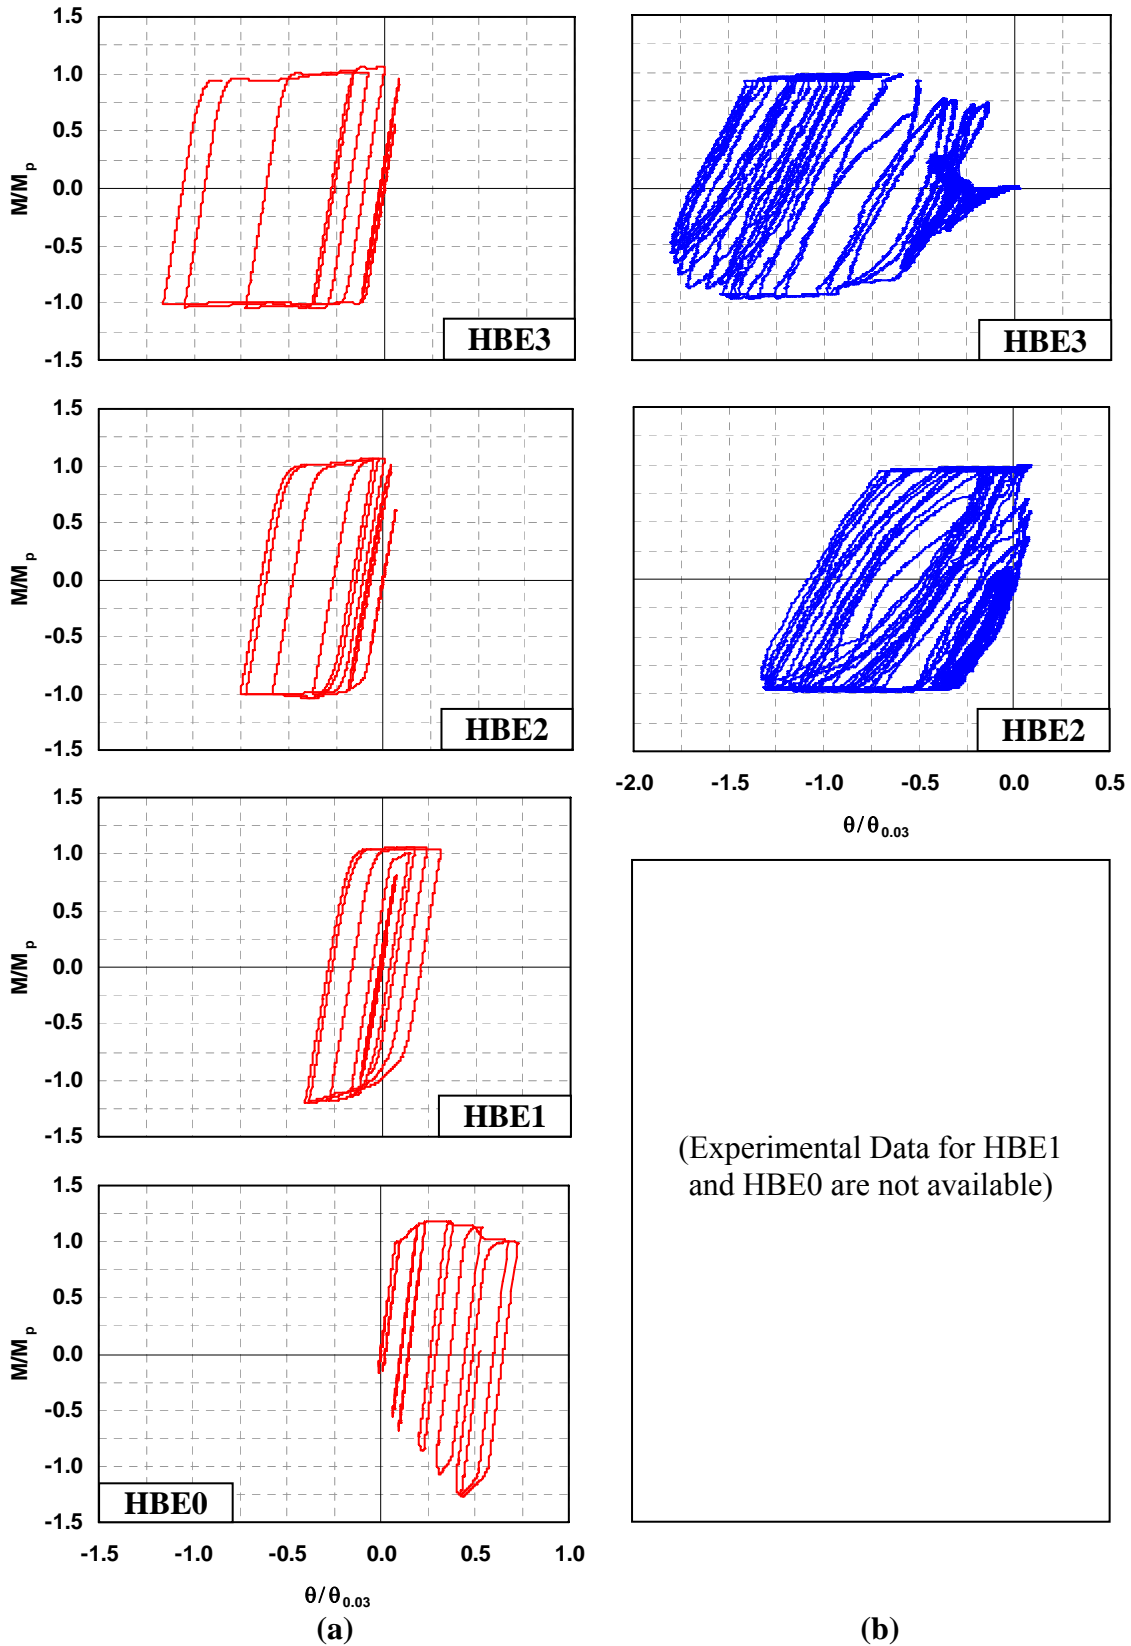 1.5
1.0
0.5
0.0
-0.5
-1.0
-1.5
M/Mp
HBE3
HBE3
1.5
1.0
0.5
0.0
-0.5
-1.0
-1.5
M/Mp
HBE2
HBE2
-2.0 -1.5 -1.0 -0.5 0.0 0.5
θ/θ0.03
1.5
1.0
0.5
0.0
-0.5
-1.0
-1.5
M/Mp
HBE1
(Experimental Data for HBE1
and HBE0 are not available)
1.5
1.0
0.5
0.0
-0.5
-1.0
-1.5
M/Mp
HBE0
-1.5 -1.0 -0.5 0.0 0.5 1.0
θ/θ0.03
(a) (b)